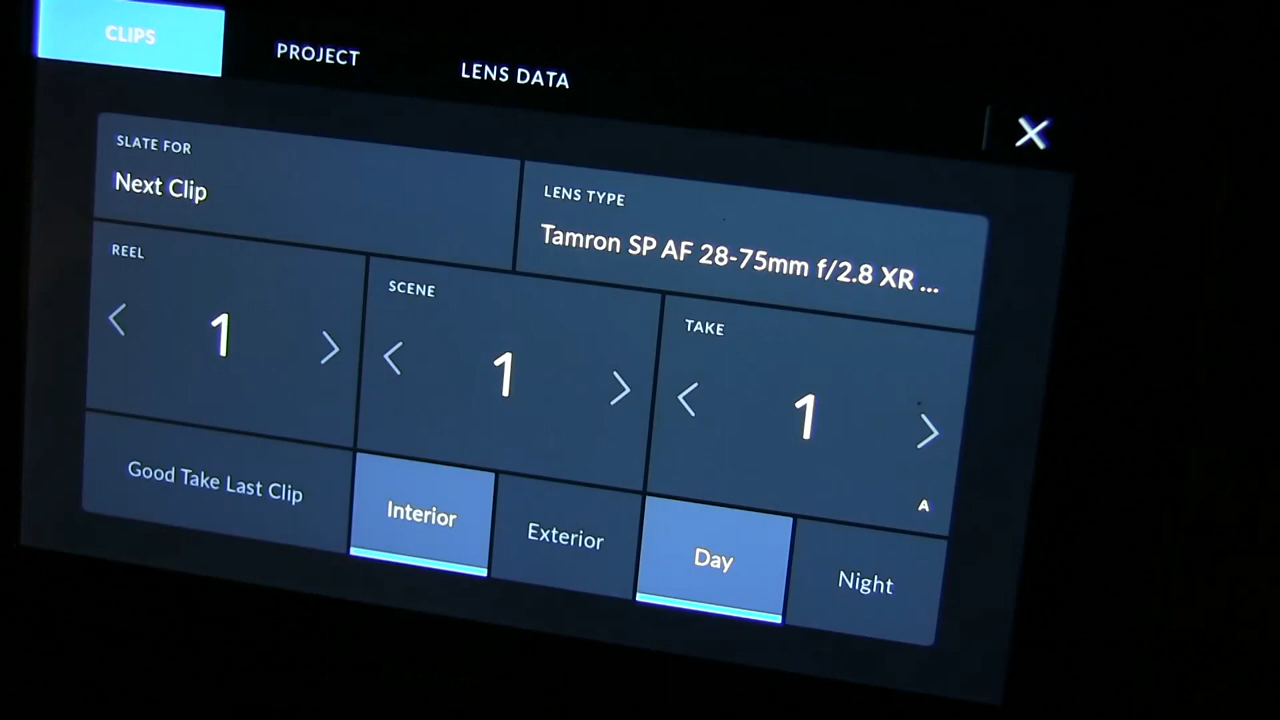 CLIPS
PROJECT
LENS DATA
SLATE FOR
Next Clip
LENS TYPE
Tamron SP AF 28-75mm f/2.8 XR ...
REEL
1
SCENE
1
TAKE
1
A
Good Take Last Clip
Interior
Exterior
Day
Night